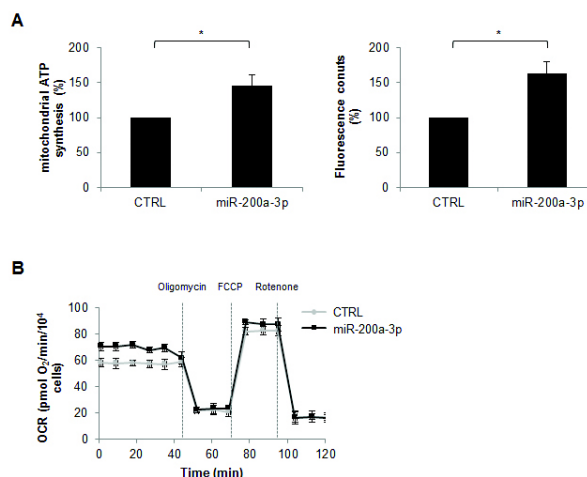 A
*
200
150
100
50
0
mitochondrial ATP
synthesis (%)
CTRL
miR-200a-3p
*
200
150
100
50
0
Fluorescence conuts
(%)
CTRL
miR-200a-3p
B
Oligomycin
FCCP
Rotenone
CTRL
miR-200a-3p
100
80
60
40
20
0
OCR (pmol O₂/min/10⁴
cells)
0 20 40 60 80 100 120
Time (min)